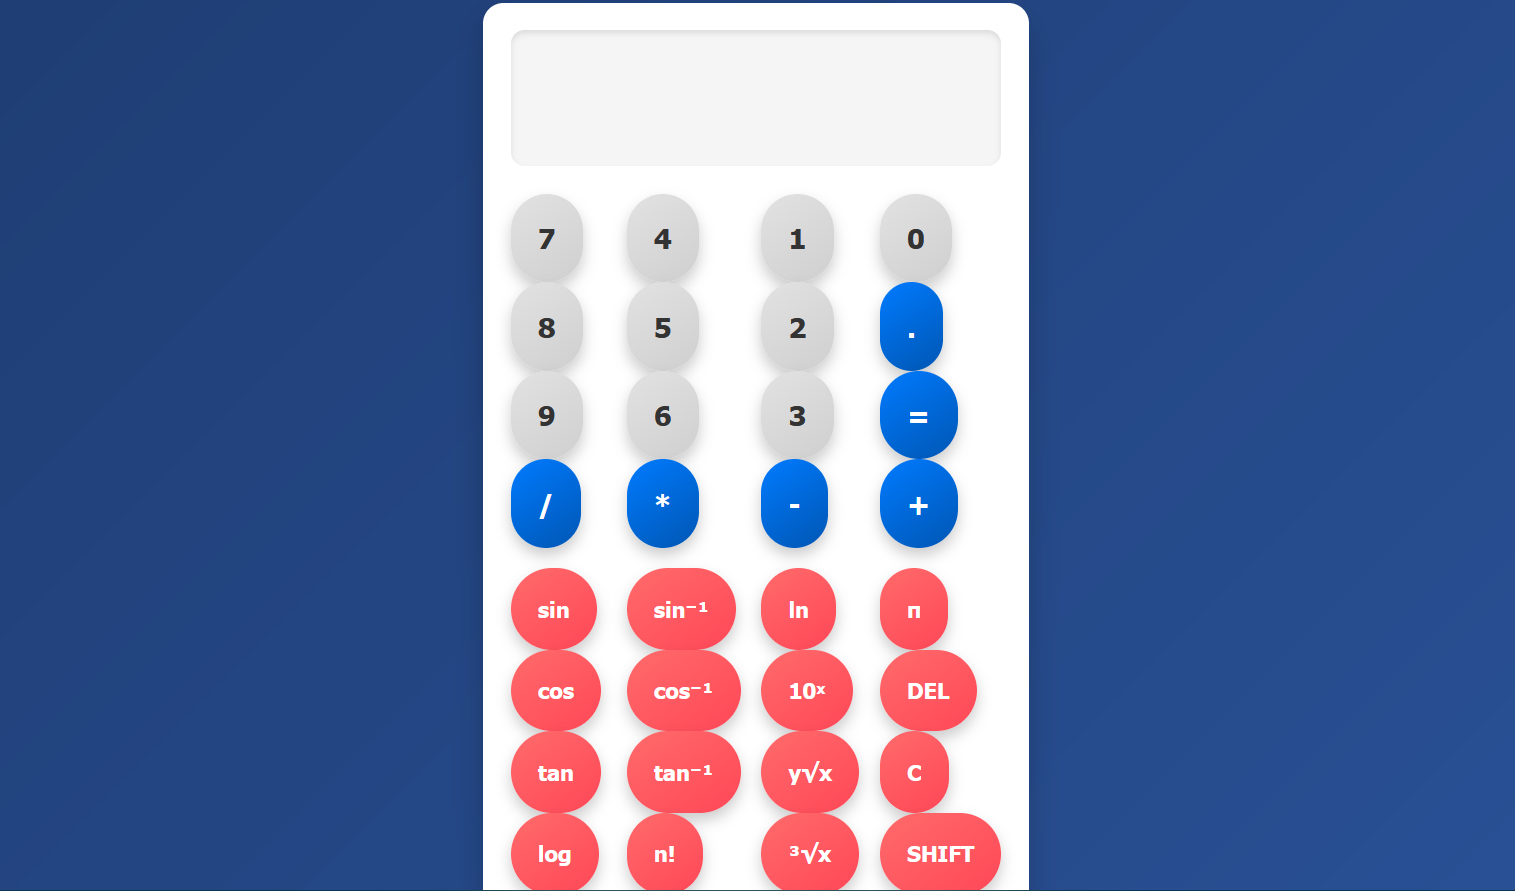 7 4 1 0
8 5 2 .
9 6 3 =
/ * - +
sin sin⁻¹ ln π
cos cos⁻¹ 10ˣ DEL
tan tan⁻¹ y√x C
log n! ³√x SHIFT